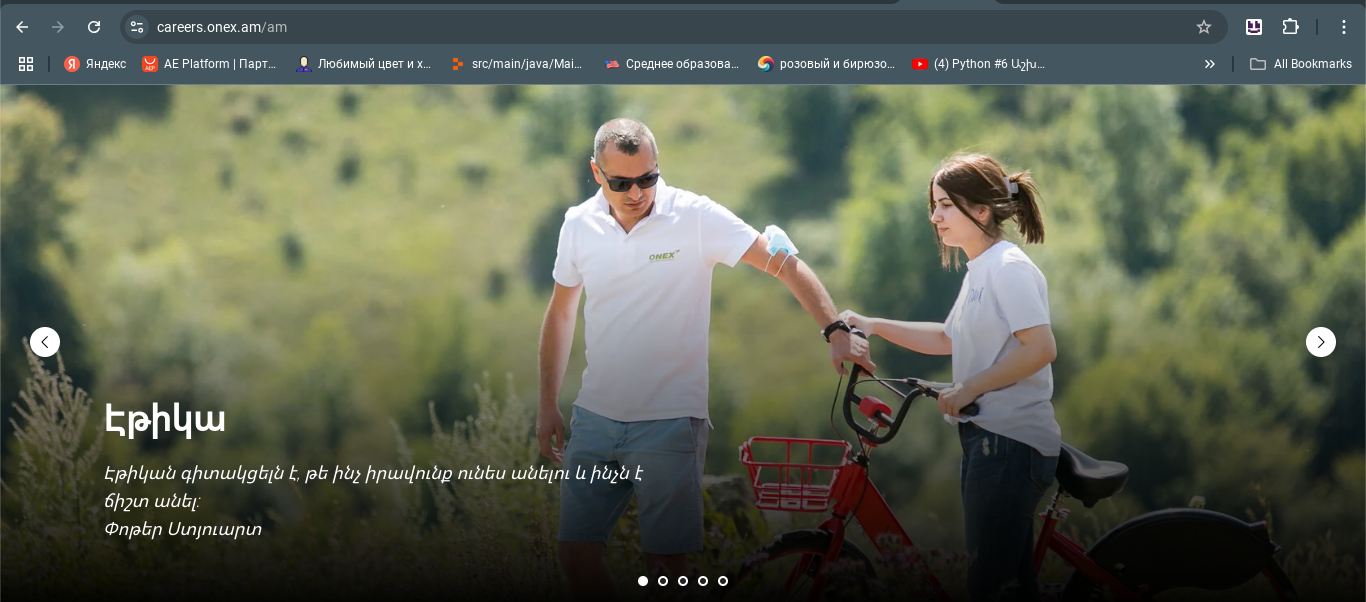 careers.onex.am/am
Яндекс
AE Platform | Парт...
Любимый цвет и х...
src/main/java/Mai...
Среднее образова...
розовый и бирюзо...
(4) Python #6 Աշխ...
All Bookmarks
ONEX
Էթիկա
Էթիկան գիտակցելն է, թե ինչ իրավունք ունես անելու և ինչն է
ճիշտ անել:
Փոթեր Ստյուարտ